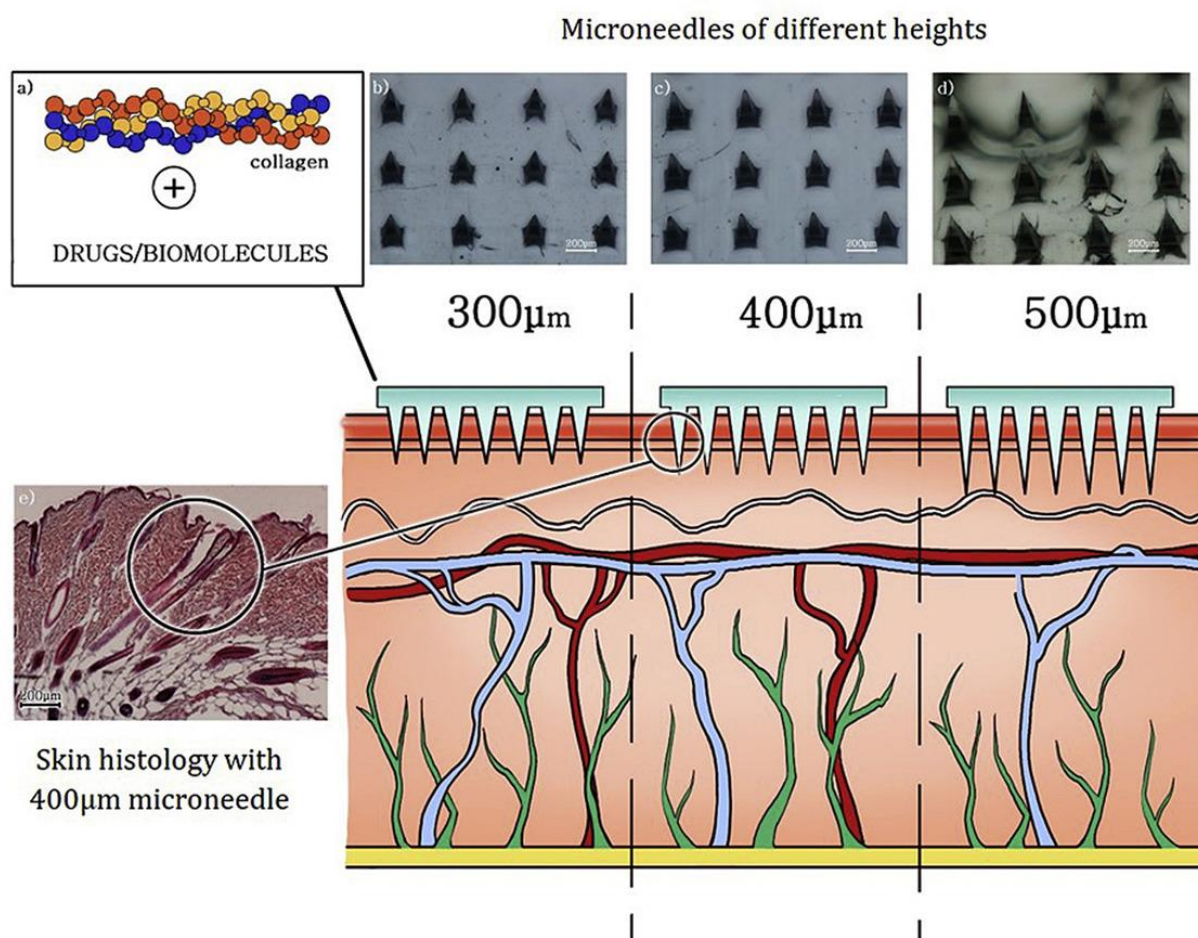 Microneedles of different heights
a)
collagen
+
DRUGS/BIOMOLECULES
b)
200μm
c)
200μm
d)
200μm
300μm
400μm
500μm
e)
200μm
Skin histology with
400μm microneedle